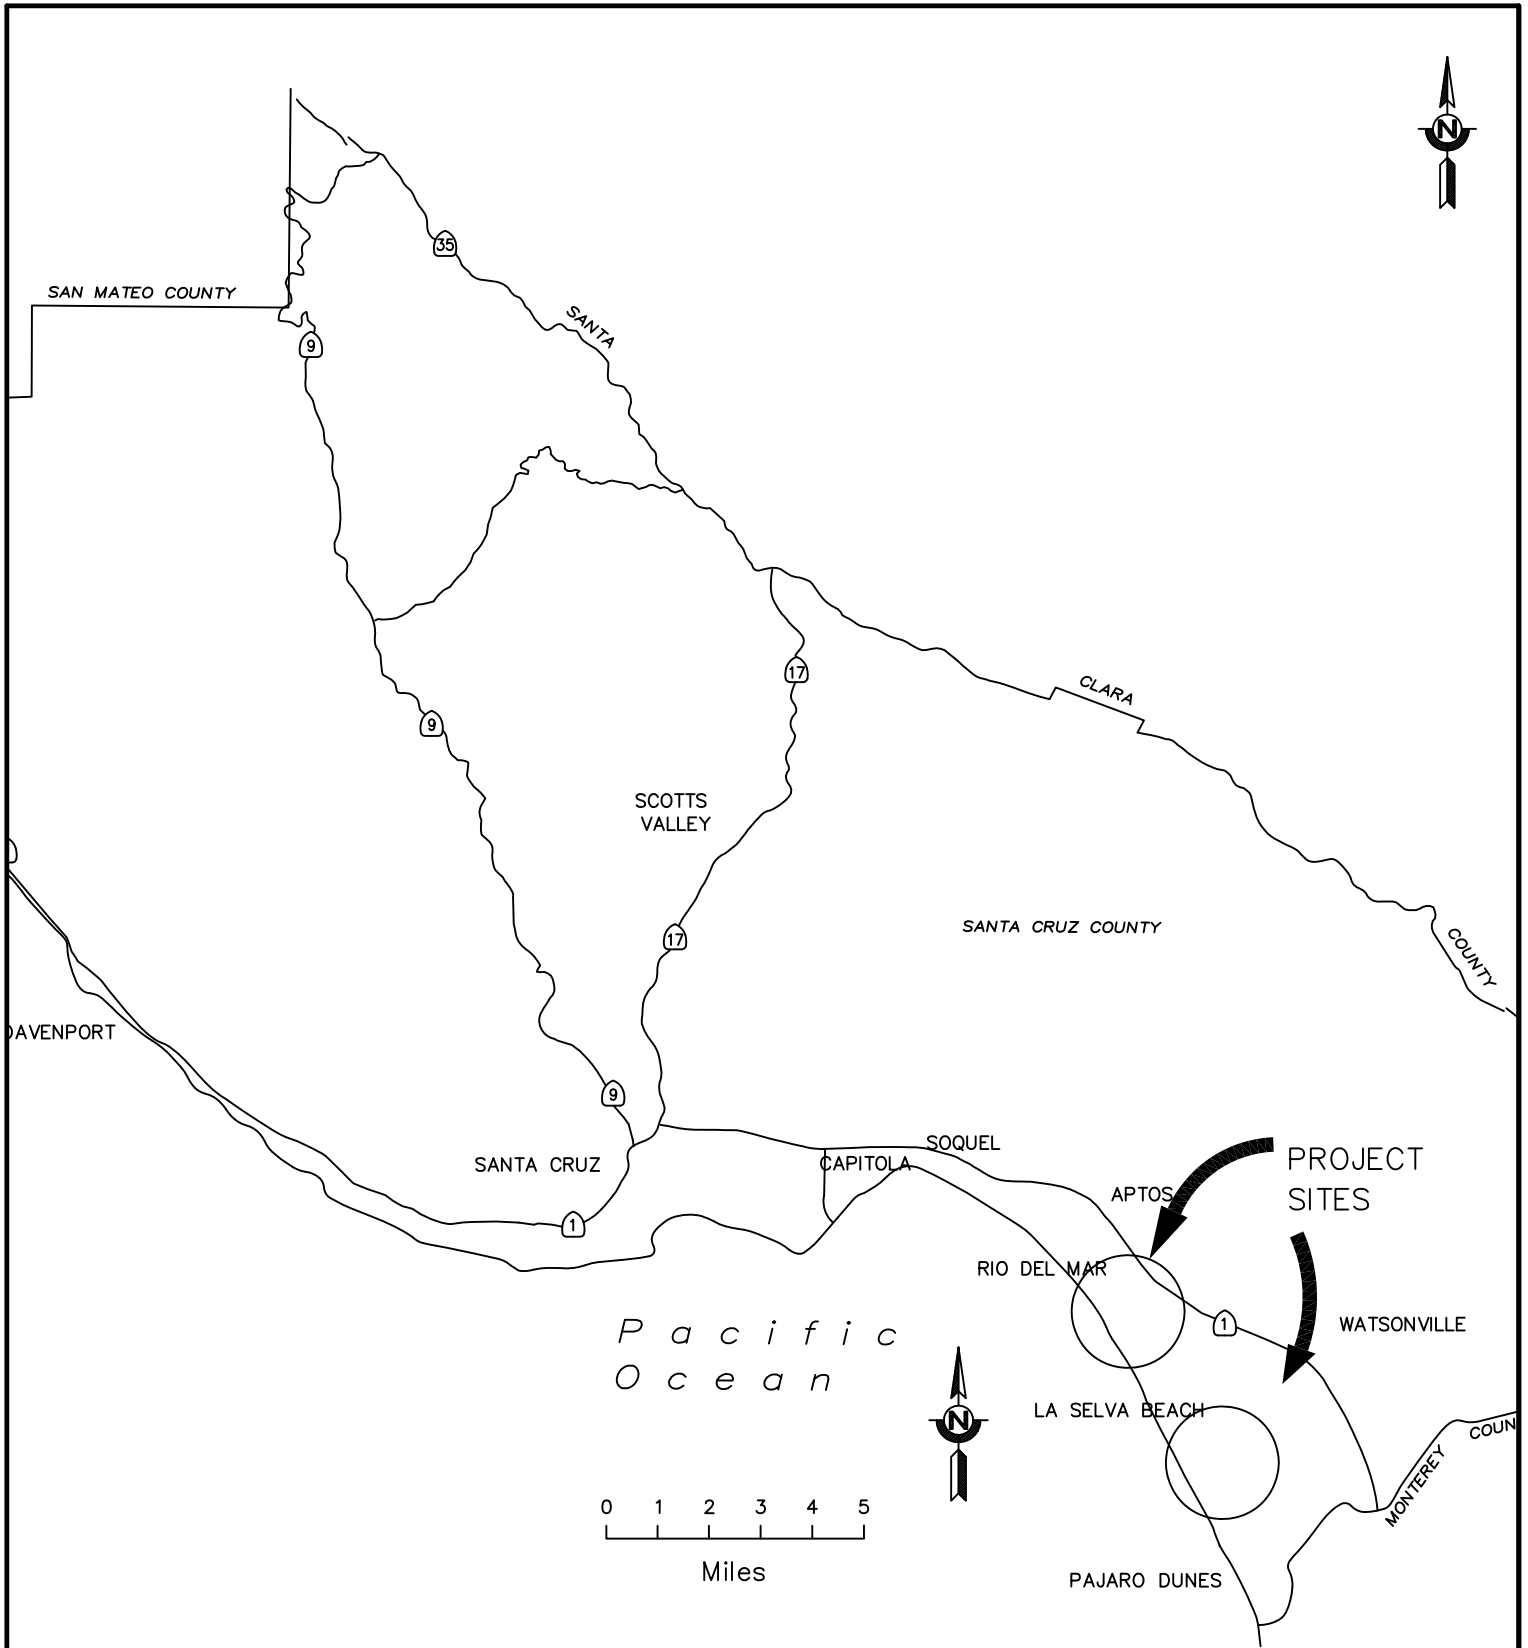 N
35
SAN MATEO COUNTY
SANTA
9
17
CLARA
9
SCOTTS
VALLEY
SANTA CRUZ COUNTY
17
COUNTY
DAVENPORT
9
SOQUEL
PROJECT
SITES
SANTA CRUZ
CAPITOLA
APTOS
1
RIO DEL MAR
1
WATSONVILLE
Pacific
Ocean
LA SELVA BEACH
N
MONTEREY
COUN
0 1 2 3 4 5
Miles
PAJARO DUNES